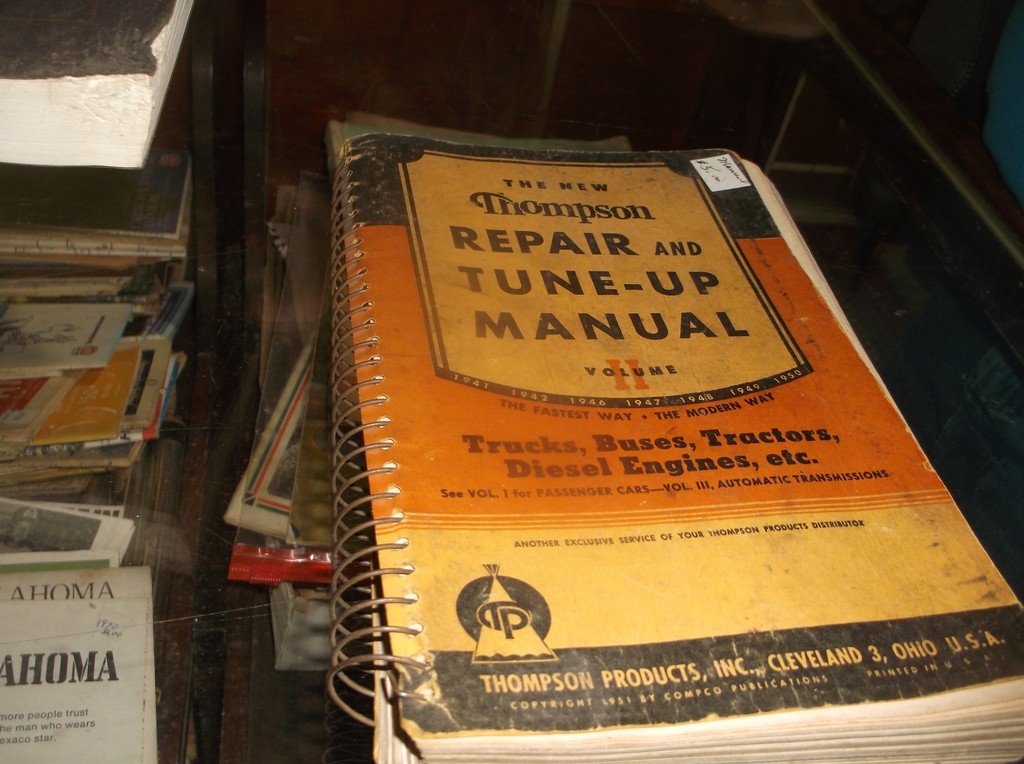 THE NEW
Thompson
REPAIR AND
TUNE-UP
MANUAL
VOLUME
II
1941 1942 1946 1947 1948 1949 1950
THE FASTEST WAY • THE MODERN WAY
Trucks, Buses, Tractors,
Diesel Engines, etc.
See VOL. I for PASSENGER CARS—VOL. III, AUTOMATIC TRANSMISSIONS
ANOTHER EXCLUSIVE SERVICE OF YOUR THOMPSON PRODUCTS DISTRIBUTOR
TP
THOMPSON PRODUCTS, INC., CLEVELAND 3, OHIO U.S.A.
COPYRIGHT 1951 BY COMPCO PUBLICATIONS PRINTED IN U.S.A.
AHOMA
1970
AHOMA
more people trust
he man who wears
exaco star.